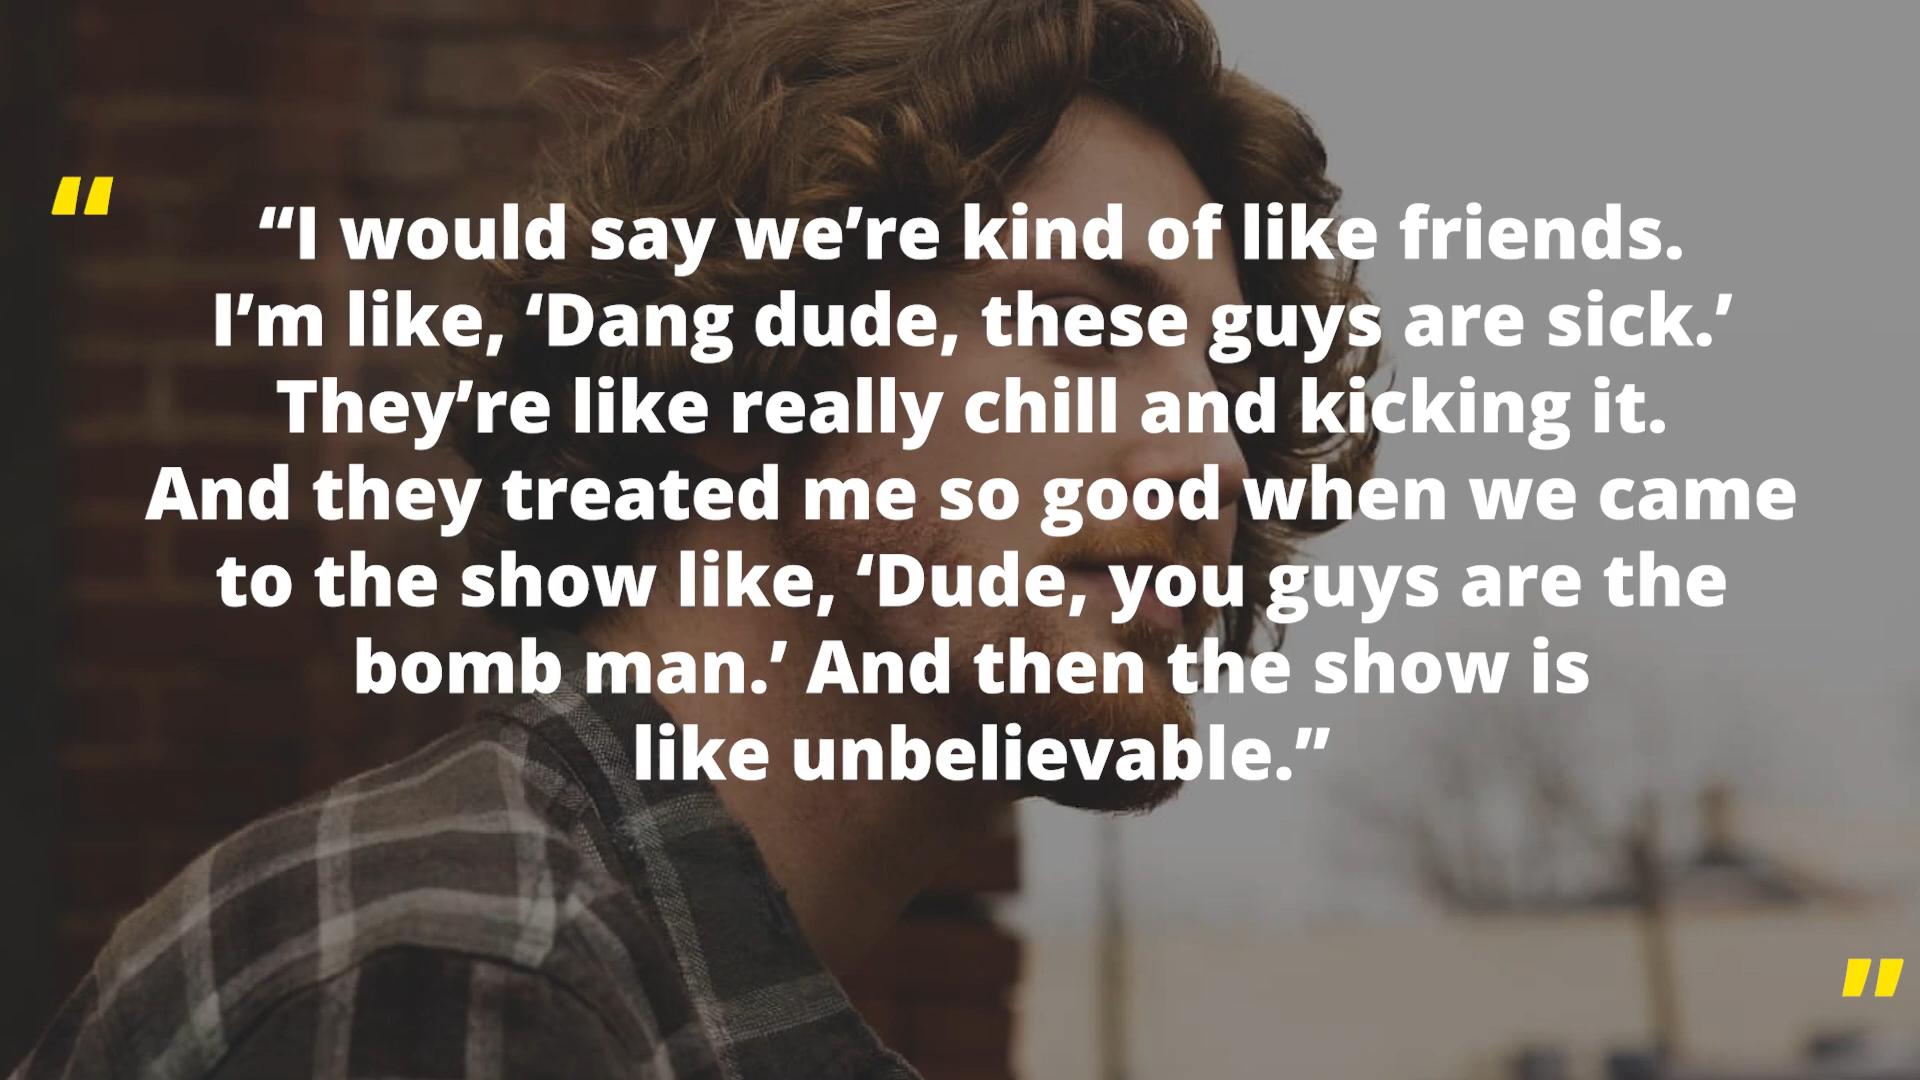 “
“I would say we’re kind of like friends.
I’m like, ‘Dang dude, these guys are sick.’
They’re like really chill and kicking it.
And they treated me so good when we came
to the show like, ‘Dude, you guys are the
bomb man.’ And then the show is
like unbelievable.”
”